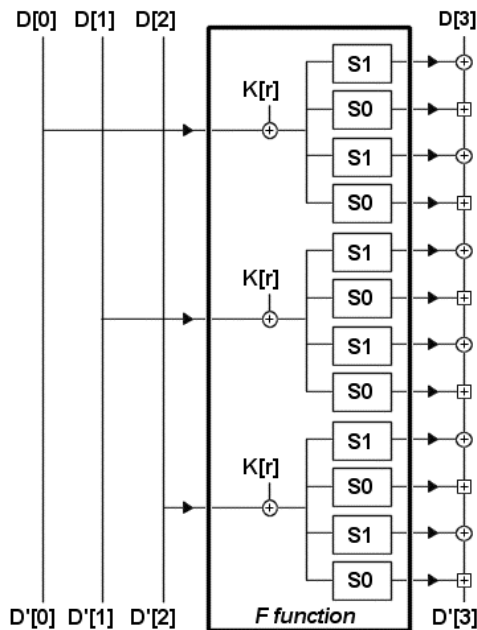 D[0] D[1] D[2] D[3]
S1
K[r]
S0
S1
S0
S1
K[r]
S0
S1
S0
S1
K[r]
S0
S1
S0
D'[0] D'[1] D'[2] F function D'[3]